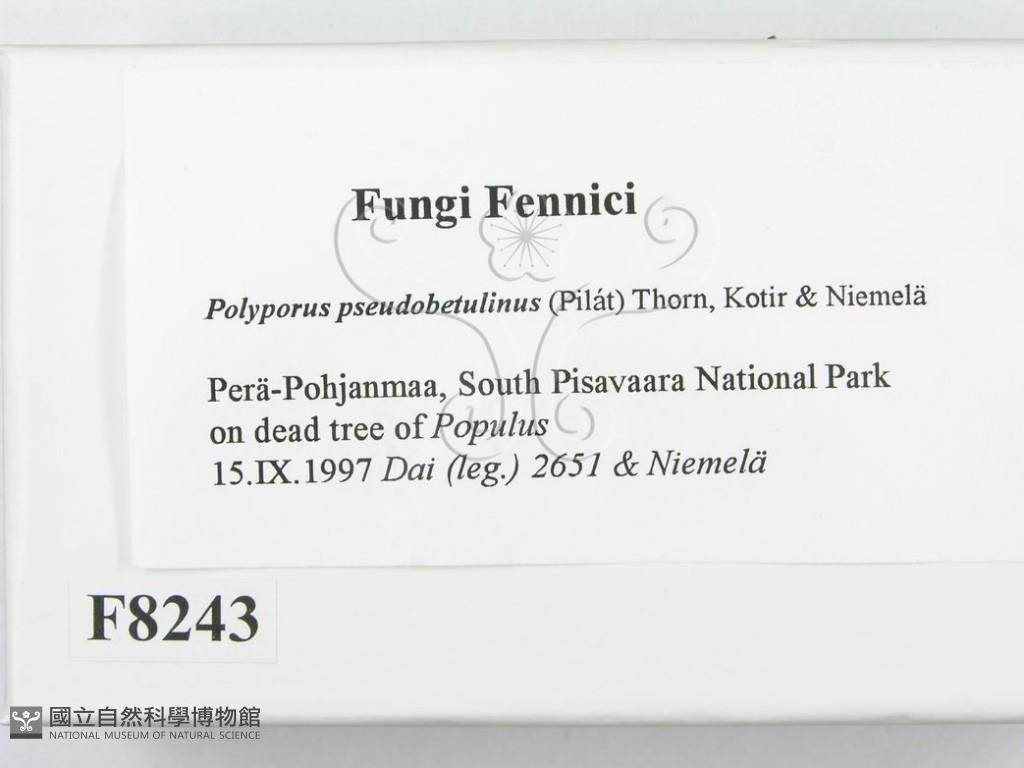 Fungi Fennici
Polyporus pseudobetulinus (Pilát) Thorn, Kotir & Niemelä
Perä-Pohjanmaa, South Pisavaara National Park
on dead tree of Populus
15.IX.1997 Dai (leg.) 2651 & Niemelä
F8243
國立自然科學博物館
NATIONAL MUSEUM OF NATURAL SCIENCE